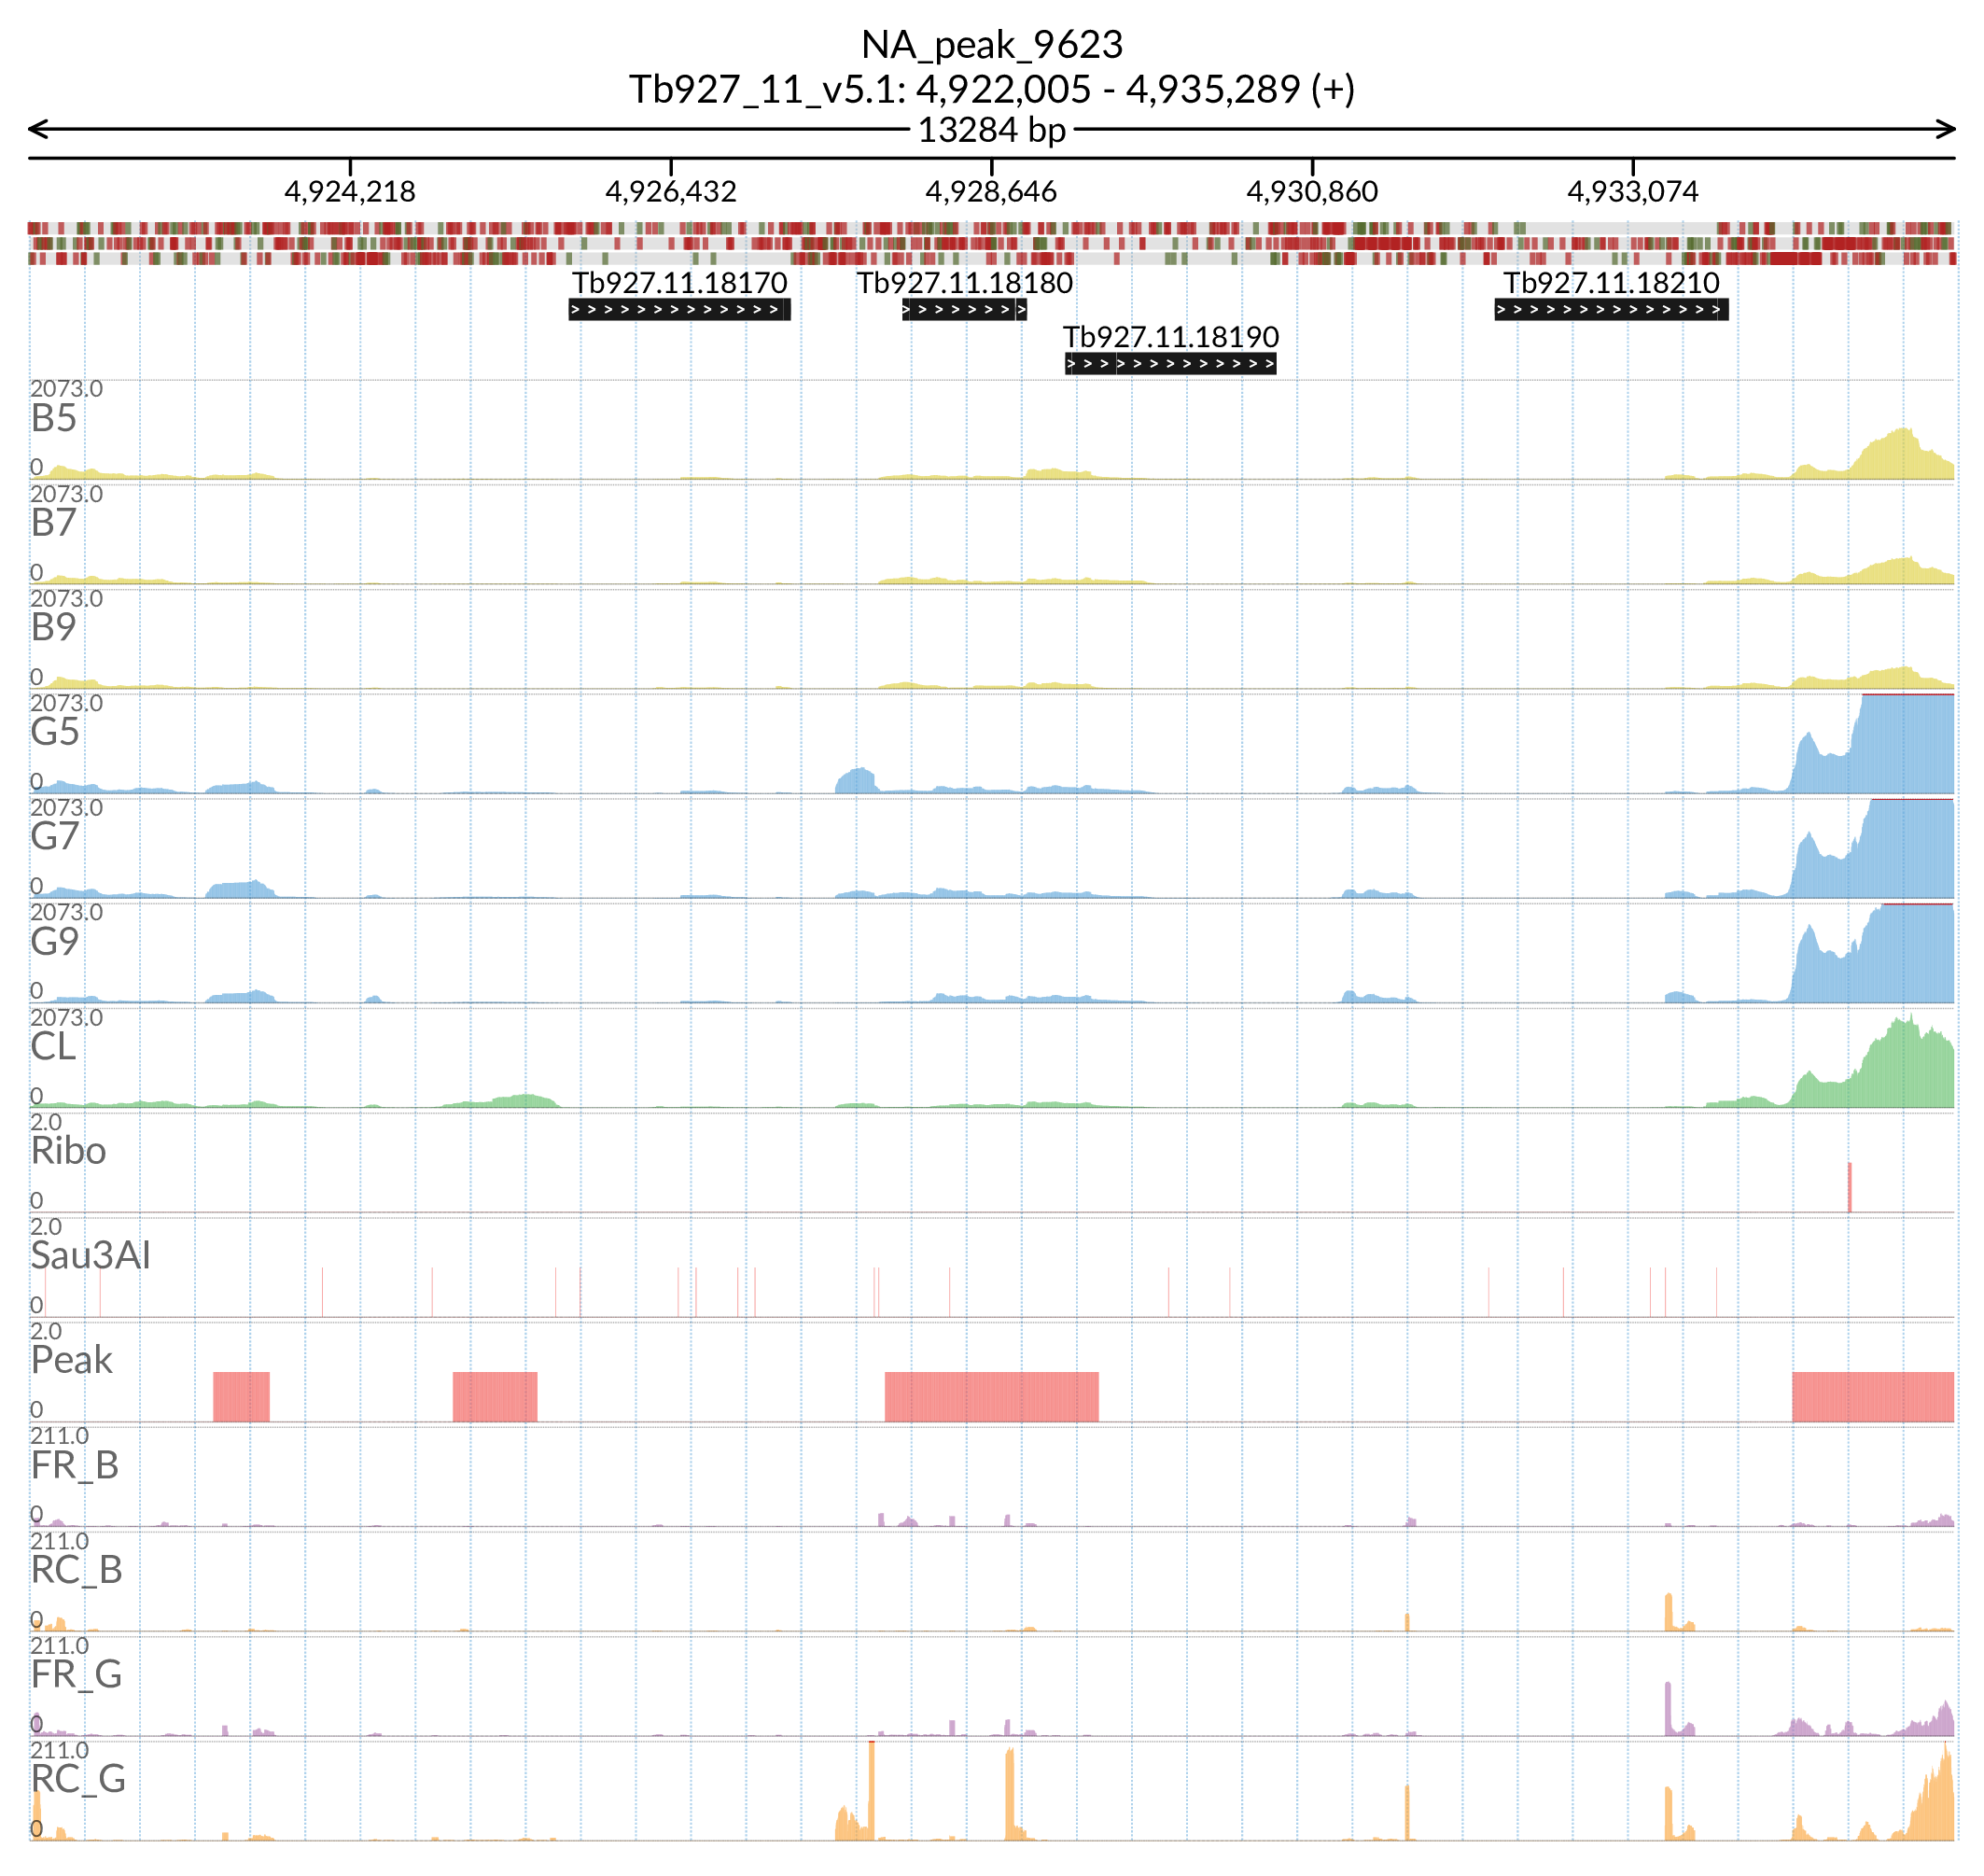 NA_peak_9623
Tb927_11_v5.1: 4,922,005 - 4,935,289 (+)
13284 bp
4,924,218 4,926,432 4,928,646 4,930,860 4,933,074
Tb927.11.18170 Tb927.11.18180 Tb927.11.18210
Tb927.11.18190
2073.0
B5
0
2073.0
B7
0
2073.0
B9
0
2073.0
G5
0
2073.0
G7
0
2073.0
G9
0
2073.0
CL
0
2.0
Ribo
0
2.0
Sau3AI
0
2.0
Peak
0
211.0
FR_B
0
211.0
RC_B
0
211.0
FR_G
0
211.0
RC_G
0